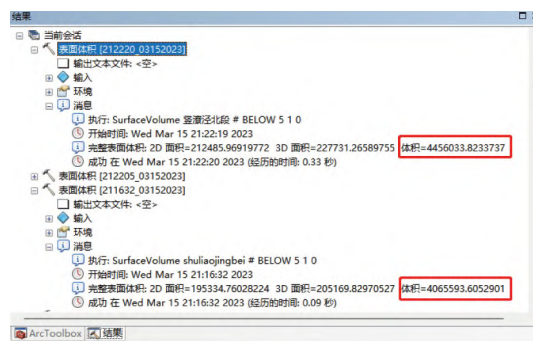 结果
当前会话
表面体积 [212220_03152023]
输出文本文件: <空>
输入
环境
消息
执行: SurfaceVolume 竖潦泾北段 # BELOW 5 1 0
开始时间: Wed Mar 15 21:22:19 2023
完整表面体积: 2D 面积=212485.96919772 3D 面积=227731.26589755 体积=4456033.8233737
成功 在 Wed Mar 15 21:22:20 2023 (经历的时间: 0.33 秒)
表面体积 [212205_03152023]
表面体积 [211632_03152023]
输出文本文件: <空>
输入
环境
消息
执行: SurfaceVolume shuliaojingbei # BELOW 5 1 0
开始时间: Wed Mar 15 21:16:32 2023
完整表面体积: 2D 面积=195334.76028224 3D 面积=205169.82970527 体积=4065593.6052901
成功 在 Wed Mar 15 21:16:32 2023 (经历的时间: 0.09 秒)
ArcToolbox 结果